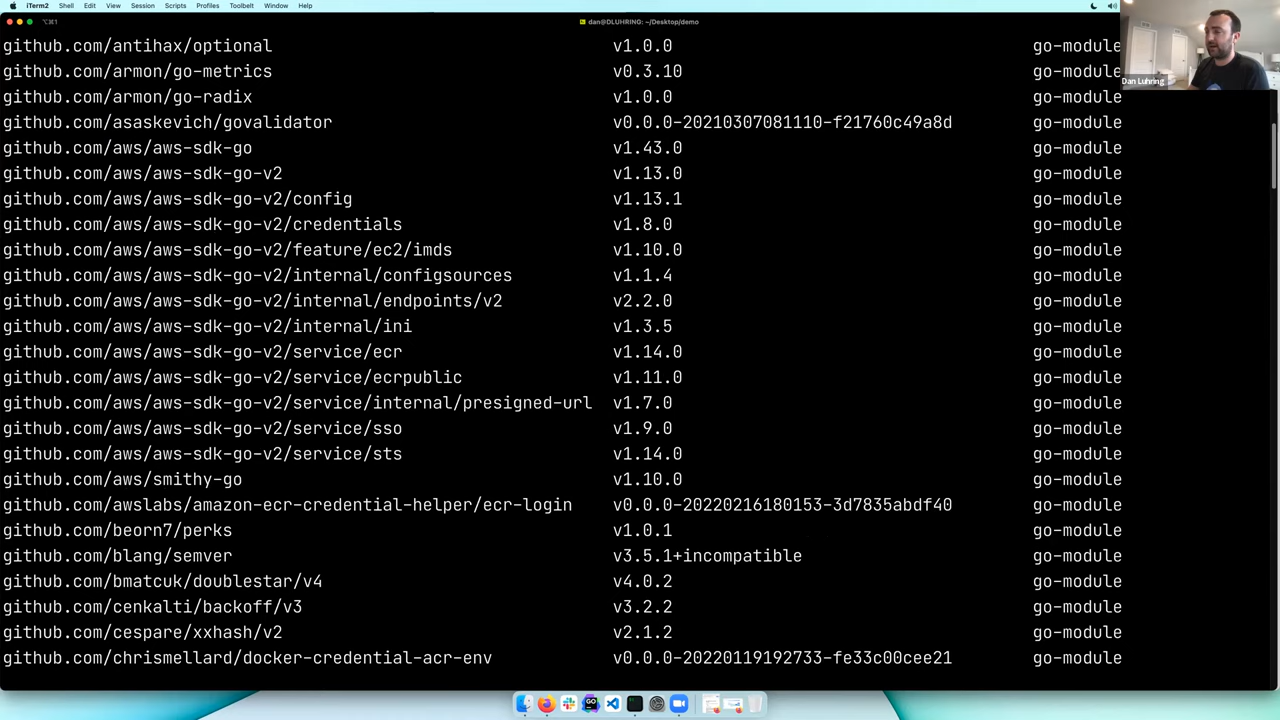 iTerm2 Shell Edit View Session Scripts Profiles Toolbelt Window Help
⌥⌘1 dan@DLUHRING: ~/Desktop/demo
github.com/antihax/optional v1.0.0 go-module
github.com/armon/go-metrics v0.3.10 go-module
Dan Luhring
github.com/armon/go-radix v1.0.0 go-module
github.com/asaskevich/govalidator v0.0.0-20210307081110-f21760c49a8d go-module
github.com/aws/aws-sdk-go v1.43.0 go-module
github.com/aws/aws-sdk-go-v2 v1.13.0 go-module
github.com/aws/aws-sdk-go-v2/config v1.13.1 go-module
github.com/aws/aws-sdk-go-v2/credentials v1.8.0 go-module
github.com/aws/aws-sdk-go-v2/feature/ec2/imds v1.10.0 go-module
github.com/aws/aws-sdk-go-v2/internal/configsources v1.1.4 go-module
github.com/aws/aws-sdk-go-v2/internal/endpoints/v2 v2.2.0 go-module
github.com/aws/aws-sdk-go-v2/internal/ini v1.3.5 go-module
github.com/aws/aws-sdk-go-v2/service/ecr v1.14.0 go-module
github.com/aws/aws-sdk-go-v2/service/ecrpublic v1.11.0 go-module
github.com/aws/aws-sdk-go-v2/service/internal/presigned-url v1.7.0 go-module
github.com/aws/aws-sdk-go-v2/service/sso v1.9.0 go-module
github.com/aws/aws-sdk-go-v2/service/sts v1.14.0 go-module
github.com/aws/smithy-go v1.10.0 go-module
github.com/awslabs/amazon-ecr-credential-helper/ecr-login v0.0.0-20220216180153-3d7835abdf40 go-module
github.com/beorn7/perks v1.0.1 go-module
github.com/blang/semver v3.5.1+incompatible go-module
github.com/bmatcuk/doublestar/v4 v4.0.2 go-module
github.com/cenkalti/backoff/v3 v3.2.2 go-module
github.com/cespare/xxhash/v2 v2.1.2 go-module
github.com/chrismellard/docker-credential-acr-env v0.0.0-20220119192733-fe33c00cee21 go-module
GO